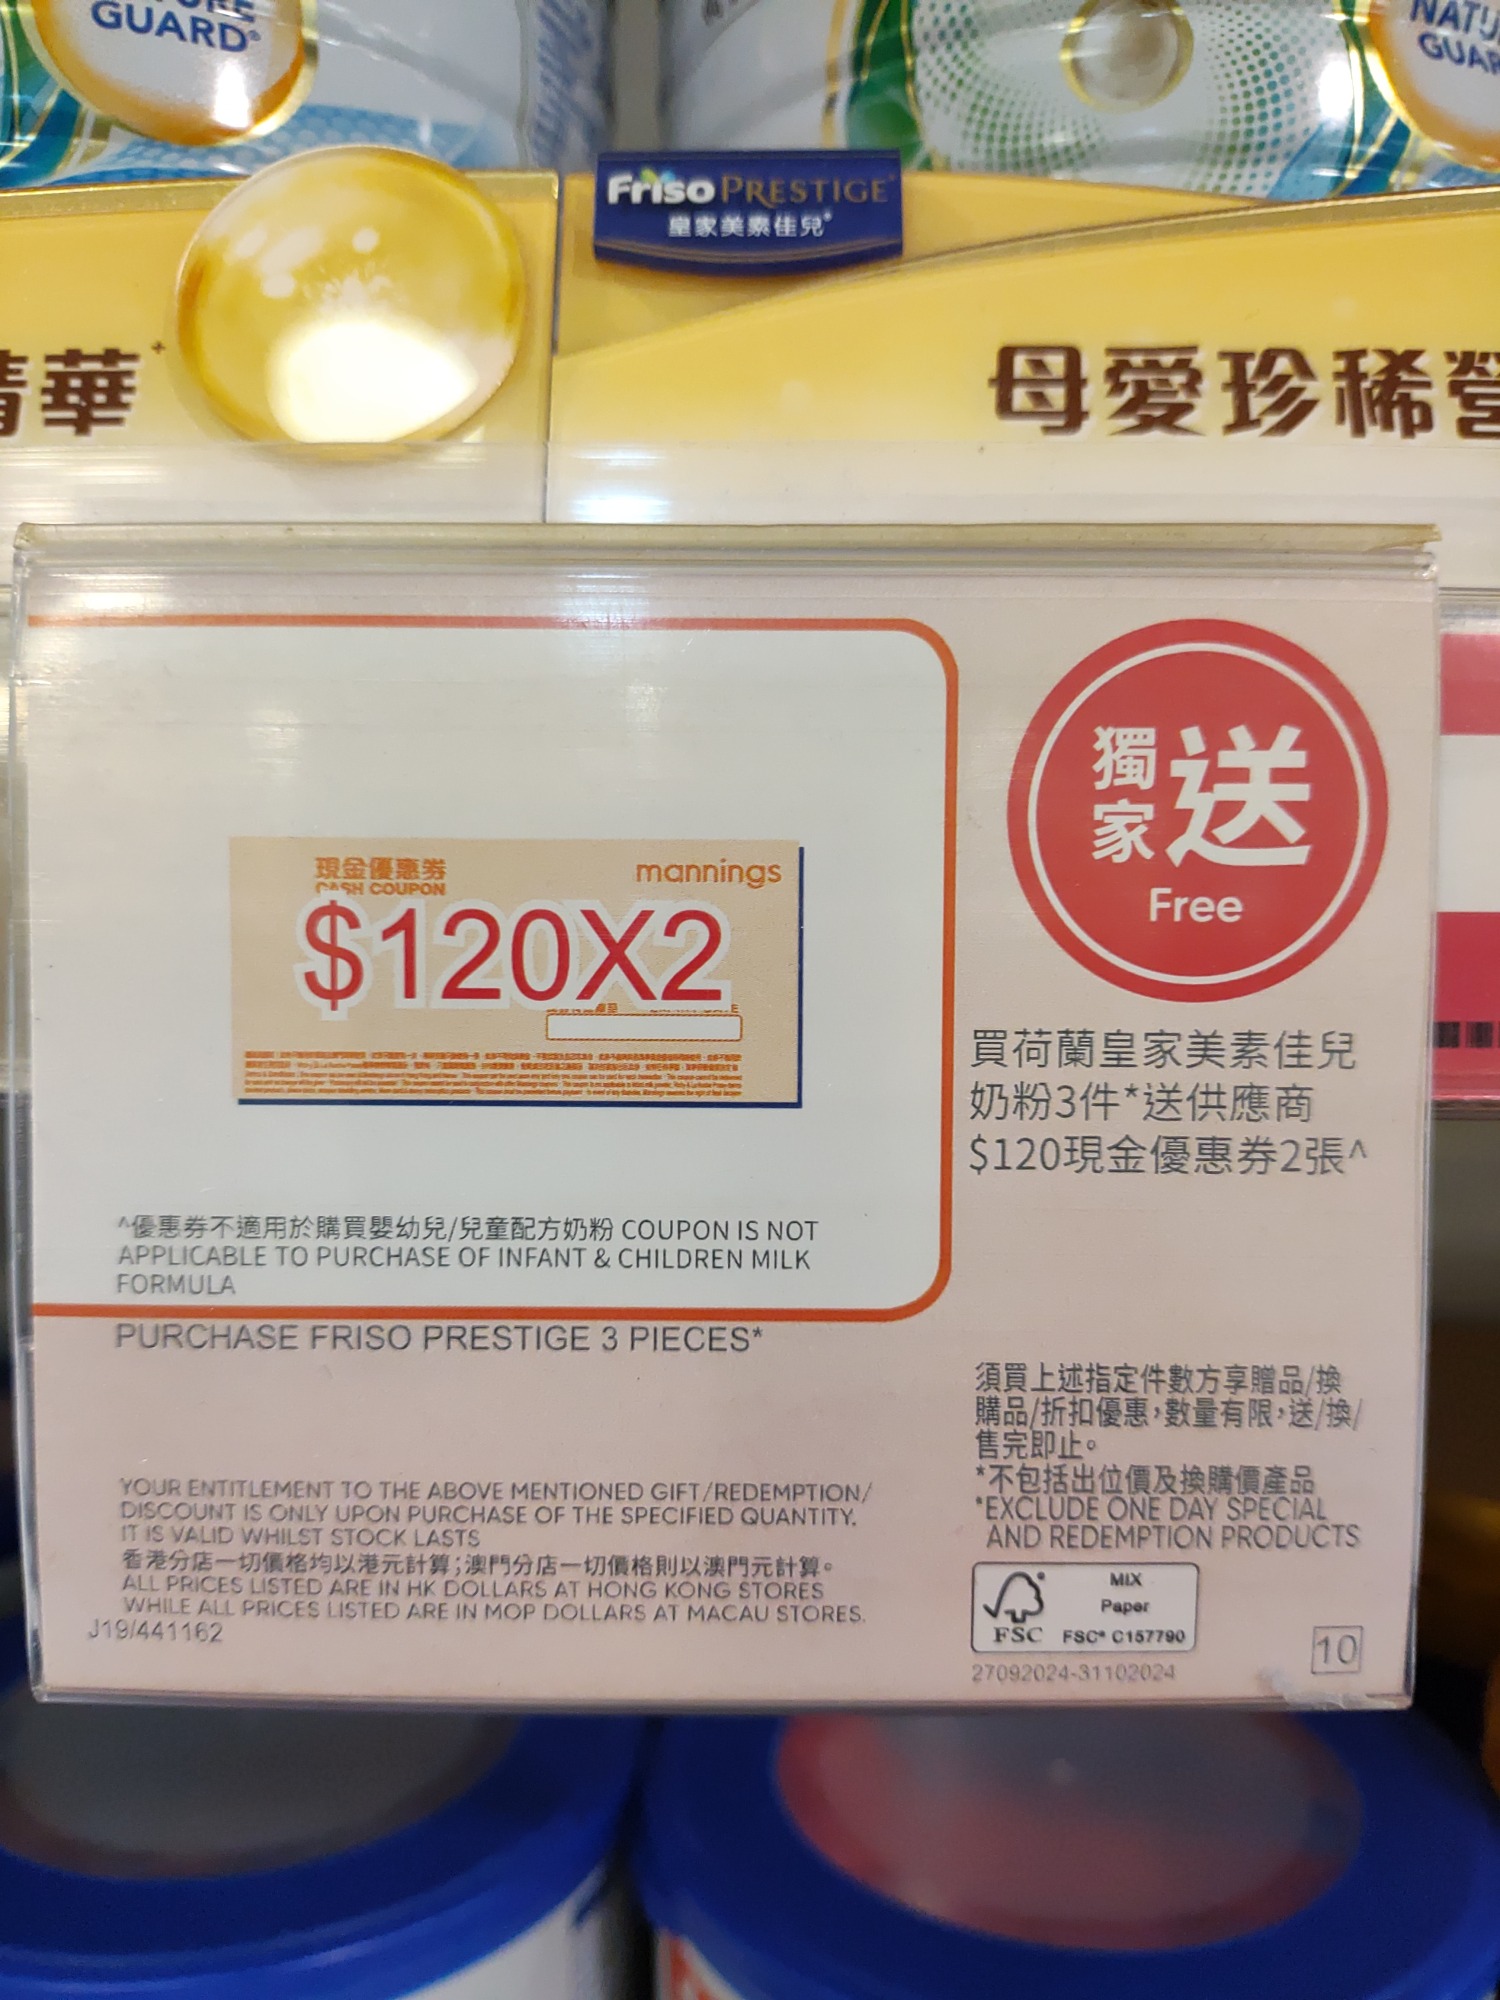 GUARD®
NATU
GUAR
Friso PRESTIGE
皇家美素佳兒®
精華+
母愛珍稀營
現金優惠券
CASH COUPON
mannings
$120X2
獨家送
Free
買荷蘭皇家美素佳兒
奶粉3件*送供應商
$120現金優惠券2張^
^優惠券不適用於購買嬰幼兒/兒童配方奶粉 COUPON IS NOT
APPLICABLE TO PURCHASE OF INFANT & CHILDREN MILK
FORMULA
PURCHASE FRISO PRESTIGE 3 PIECES*
須買上述指定件數方享贈品/換
購品/折扣優惠，數量有限，送/換/
售完即止。
*不包括出位價及換購價產品
*EXCLUDE ONE DAY SPECIAL
AND REDEMPTION PRODUCTS
YOUR ENTITLEMENT TO THE ABOVE MENTIONED GIFT/REDEMPTION/
DISCOUNT IS ONLY UPON PURCHASE OF THE SPECIFIED QUANTITY.
IT IS VALID WHILST STOCK LASTS
香港分店一切價格均以港元計算；澳門分店一切價格則以澳門元計算。
ALL PRICES LISTED ARE IN HK DOLLARS AT HONG KONG STORES
WHILE ALL PRICES LISTED ARE IN MOP DOLLARS AT MACAU STORES.
J19/441162
MIX
Paper
FSC FSC® C157790
27092024-31102024
10